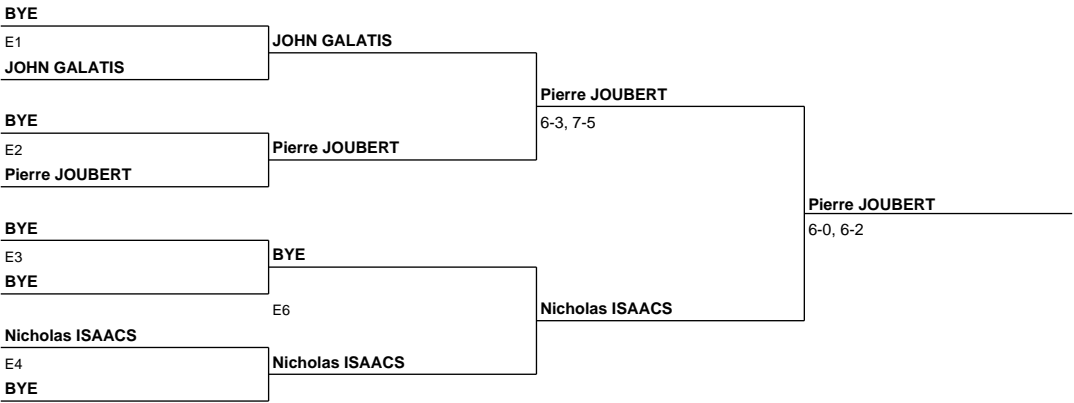 BYE
E1
JOHN GALATIS
JOHN GALATIS
Pierre JOUBERT
6-3, 7-5
BYE
E2
Pierre JOUBERT
Pierre JOUBERT
Pierre JOUBERT
6-0, 6-2
BYE
E3
BYE
BYE
E6
Nicholas ISAACS
Nicholas ISAACS
E4
BYE
Nicholas ISAACS